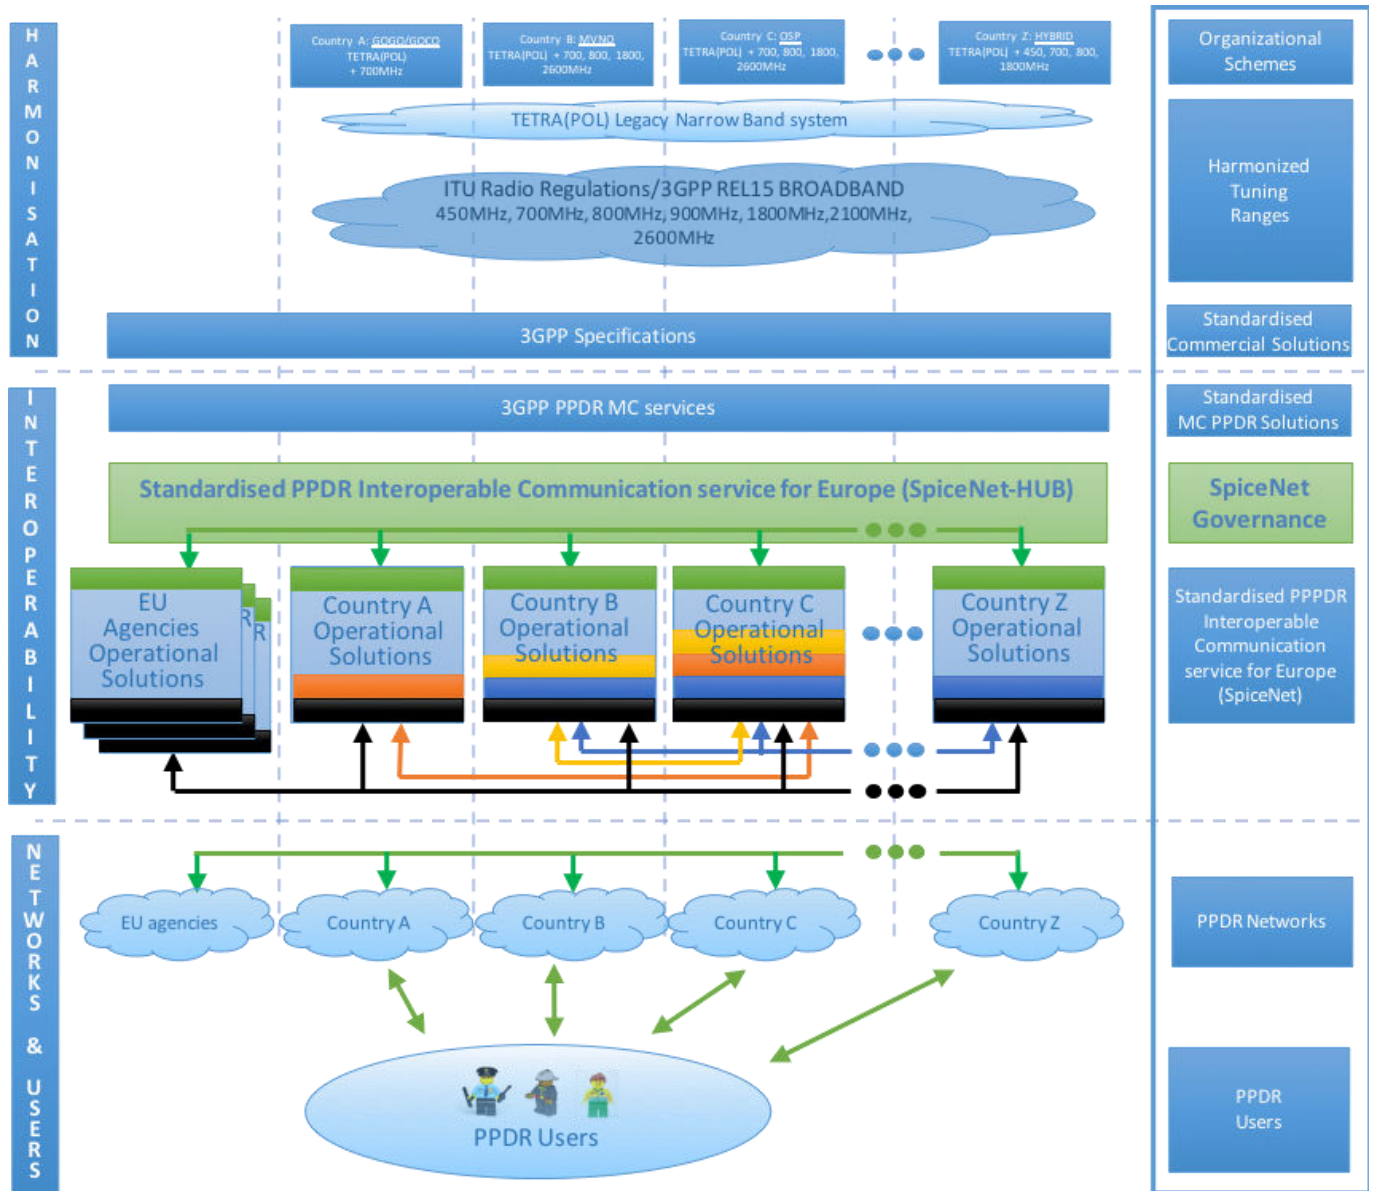 HARMONISATION
Country A: GOGO/GOCO
TETRA(POL)
+ 700MHz
Country B: MVNO
TETRA(POL) + 700, 800, 1800,
2600MHz
Country C: OSP
TETRA(POL) + 700, 800, 1800,
2600MHz
Country Z: HYBRID
TETRA(POL) + 450, 700, 800,
1800MHz
Organizational
Schemes
TETRA(POL) Legacy Narrow Band system
ITU Radio Regulations/3GPP REL15 BROADBAND
450MHz, 700MHz, 800MHz, 900MHz, 1800MHz,2100MHz,
2600MHz
Harmonized
Tuning
Ranges
3GPP Specifications
Standardised
Commercial Solutions
INTEROPERABILITY
3GPP PPDR MC services
Standardised
MC PPDR Solutions
Standardised PPDR Interoperable Communication service for Europe (SpiceNet-HUB)
SpiceNet
Governance
EU
Agencies
Operational
Solutions
R
R
Country A
Operational
Solutions
Country B
Operational
Solutions
Country C
Operational
Solutions
Country Z
Operational
Solutions
Standardised PPPDR
Interoperable
Communication
service for Europe
(SpiceNet)
NETWORKS & USERS
EU agencies
Country A
Country B
Country C
Country Z
PPDR Networks
PPDR Users
PPDR
Users